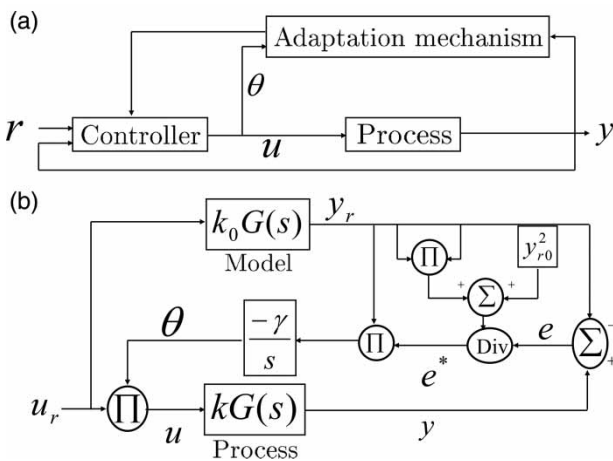 (a)
Adaptation mechanism
θ
r
Controller
u
Process
y
(b)
k₀G(s)
yᵣ
Model
Π
y²ᵣ₀
+ Σ +
θ
−γ/s
Π
e*
Div
e
Σ
−
+
uᵣ
Π
u
kG(s)
y
Process